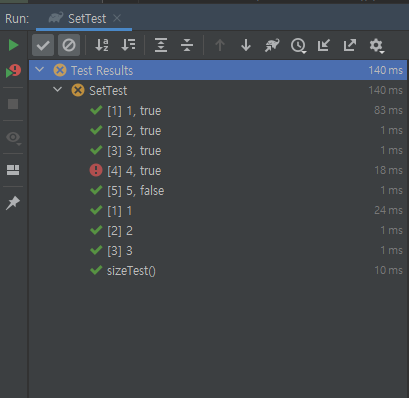 Run: SetTest
Test Results 140 ms
SetTest 140 ms
[1] 1, true 83 ms
[2] 2, true 1 ms
[3] 3, true 1 ms
[4] 4, true 18 ms
[5] 5, false 1 ms
[1] 1 24 ms
[2] 2 1 ms
[3] 3 1 ms
sizeTest() 10 ms